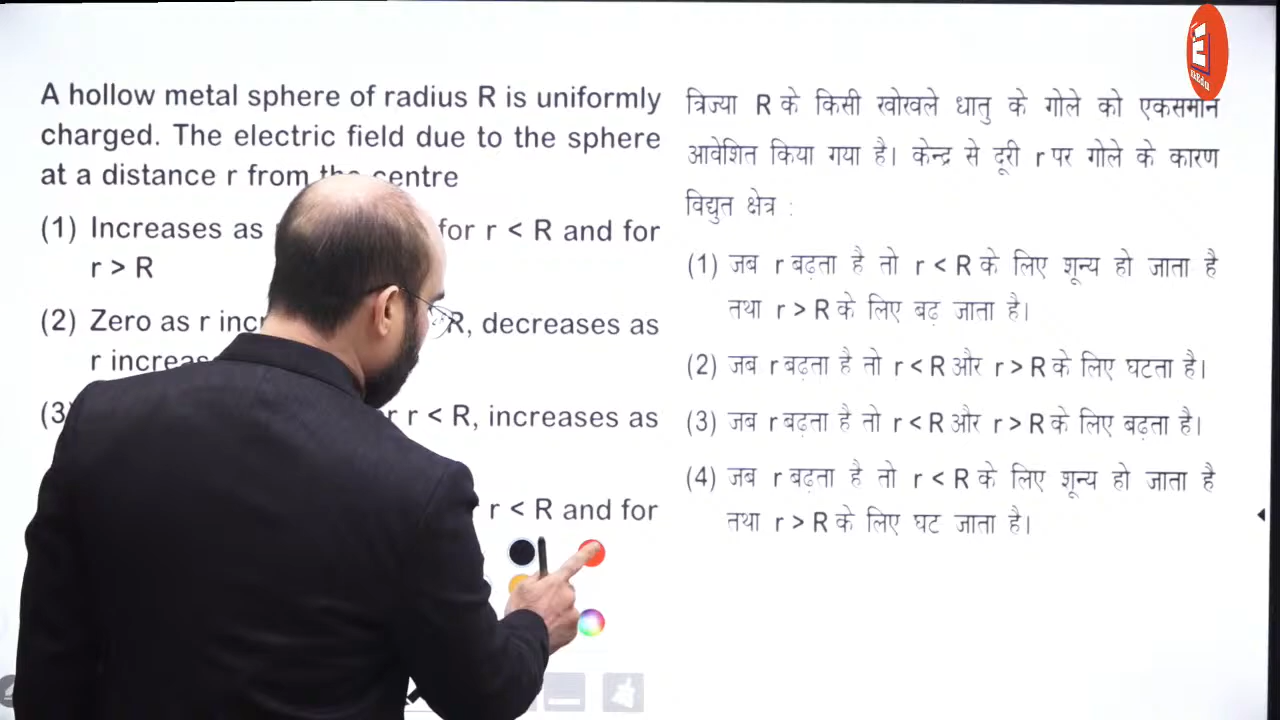 A hollow metal sphere of radius R is uniformly
charged. The electric field due to the sphere
at a distance r from the centre
(1) Increases as for r < R and for
r > R
(2) Zero as r R, decreases as
r
(3) r < R, increases as
r < R and for
त्रिज्या R के किसी खोखले धातु के गोले को एकसमान
आवेशित किया गया है। केन्द्र से दूरी r पर गोले के कारण
विद्युत क्षेत्र :
(1) जब r बढ़ता है तो r < R के लिए शून्य हो जाता है
तथा r > R के लिए बढ़ जाता है।
(2) जब r बढ़ता है तो r < R और r > R के लिए घटता है।
(3) जब r बढ़ता है तो r < R और r > R के लिए बढ़ता है।
(4) जब r बढ़ता है तो r < R के लिए शून्य हो जाता है
तथा r > R के लिए घट जाता है।